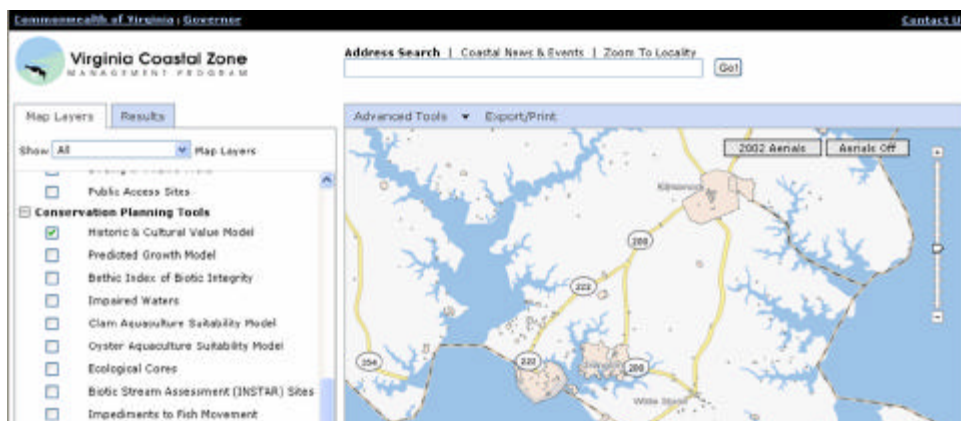 Commonwealth of Virginia | Governor
Contact U
Virginia Coastal Zone
MANAGEMENT PROGRAM
Address Search | Coastal News & Events | Zoom To Locality
Go!
Map Layers
Results
Advanced Tools
Export/Print
Show All Map Layers
2002 Aerials
Aerials Off
Public Access Sites
Conservation Planning Tools
Historic & Cultural Value Model
Predicted Growth Model
Bethic Index of Biotic Integrity
Impaired Waters
Clam Aquaculture Suitability Model
Oyster Aquaculture Suitability Model
Ecological Cores
Biotic Stream Assessment (INSTAR) Sites
Impediments to Fish Movement
Kilmarnock
200
222
354
222
200
White Stone